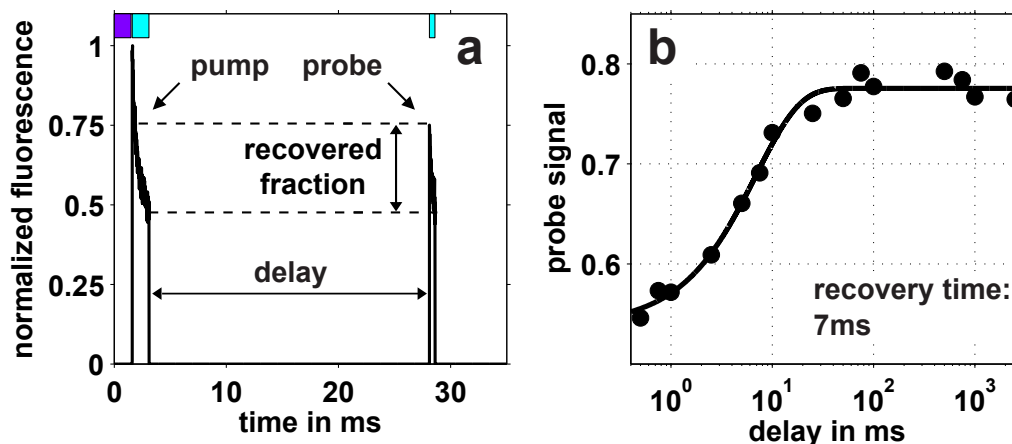 a
pump probe
recovered
fraction
delay
normalized fluorescence
1
0.75
0.5
0.25
0
0 10 20 30
time in ms
b
probe signal
0.8
0.7
0.6
recovery time:
7ms
10^0 10^1 10^2 10^3
delay in ms